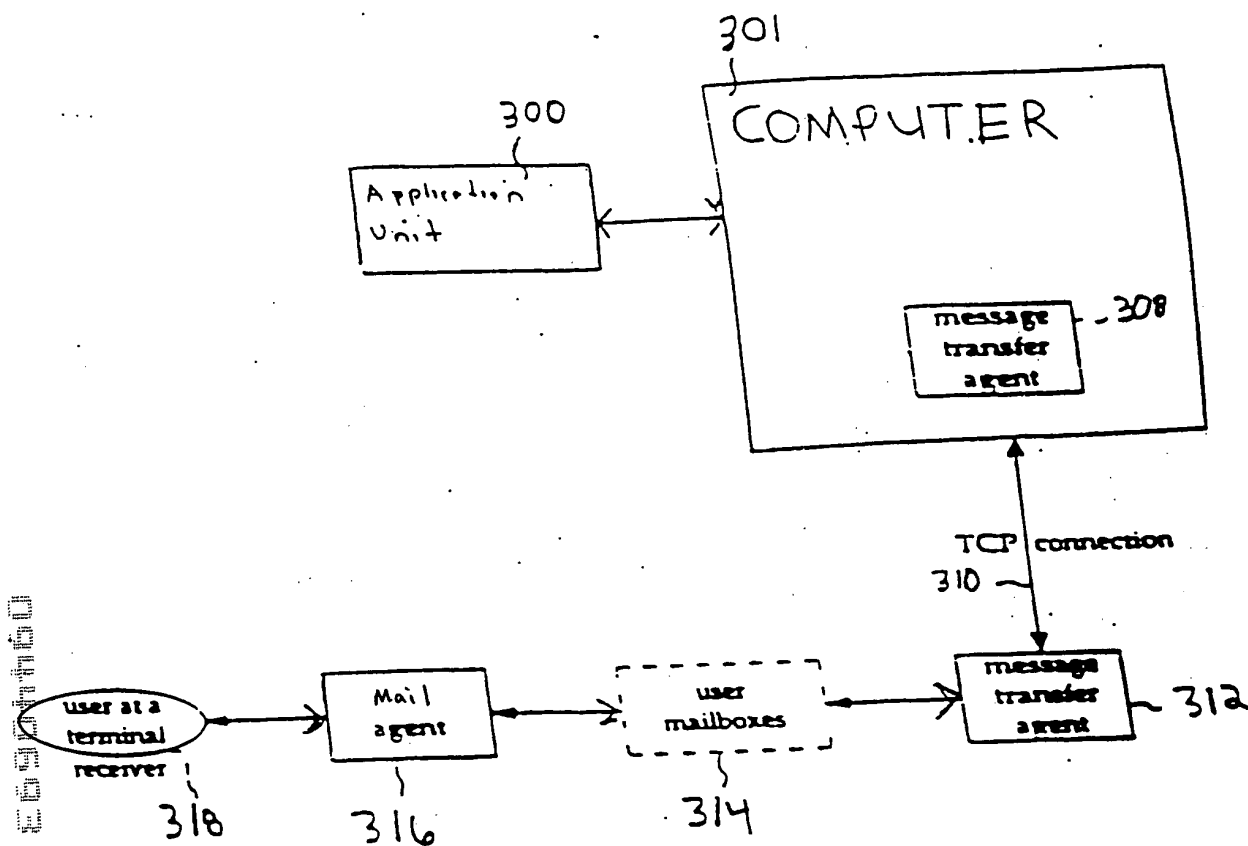 301
COMPUTER
300
Application
Unit
message
transfer
agent
308
TCP connection
310
message
transfer
agent
312
user
mailboxes
314
Mail
agent
316
user at a
terminal
receiver
318